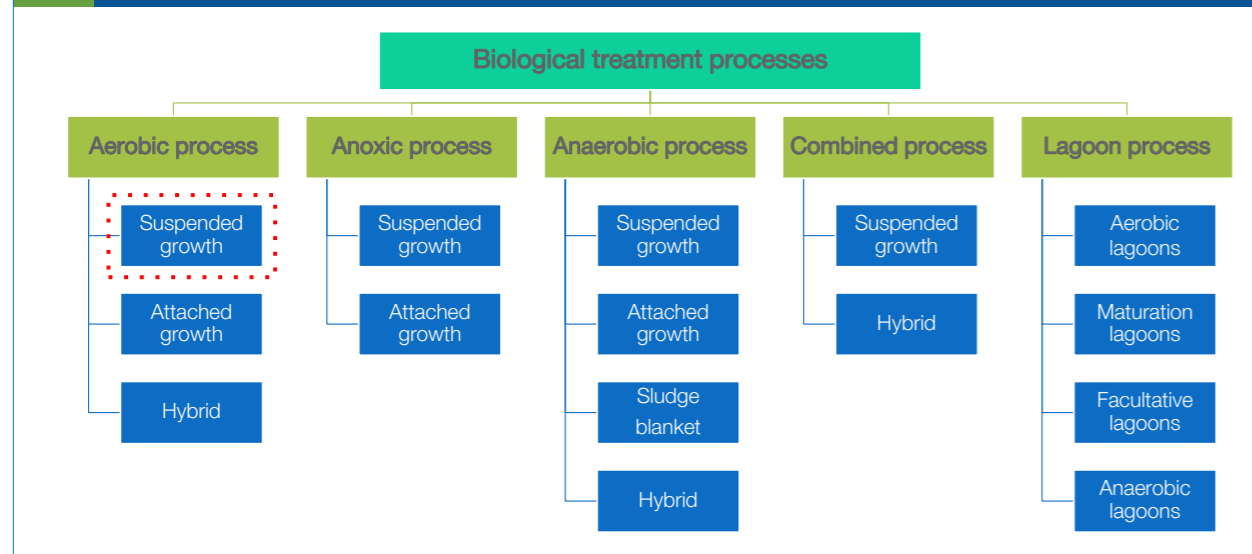 Biological treatment processes
Aerobic process
Suspended
growth
Attached
growth
Hybrid
Anoxic process
Suspended
growth
Attached
growth
Anaerobic process
Suspended
growth
Attached
growth
Sludge
blanket
Hybrid
Combined process
Suspended
growth
Hybrid
Lagoon process
Aerobic
lagoons
Maturation
lagoons
Facultative
lagoons
Anaerobic
lagoons